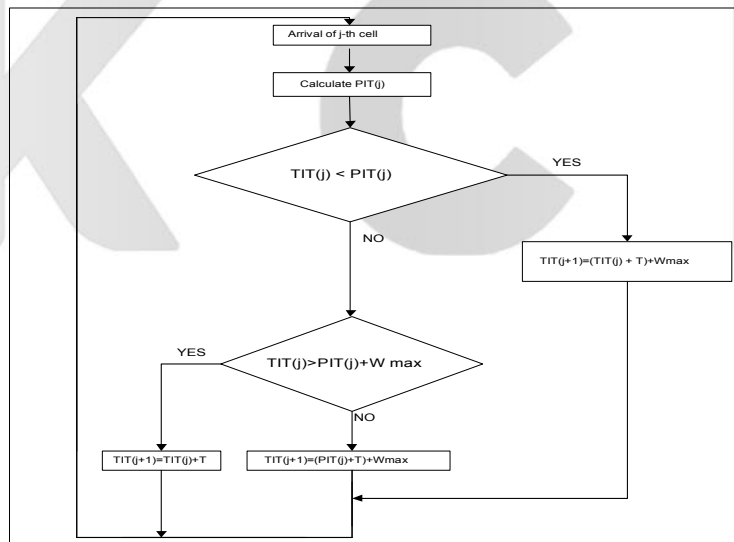 Arrival of j-th cell
Calculate PIT(j)
TIT(j) < PIT(j)
YES
NO
TIT(j+1)=(TIT(j) + T)+Wmax
TIT(j)>PIT(j)+W max
YES
NO
TIT(j+1)=TIT(j)+T
TIT(j+1)=(PIT(j)+T)+Wmax